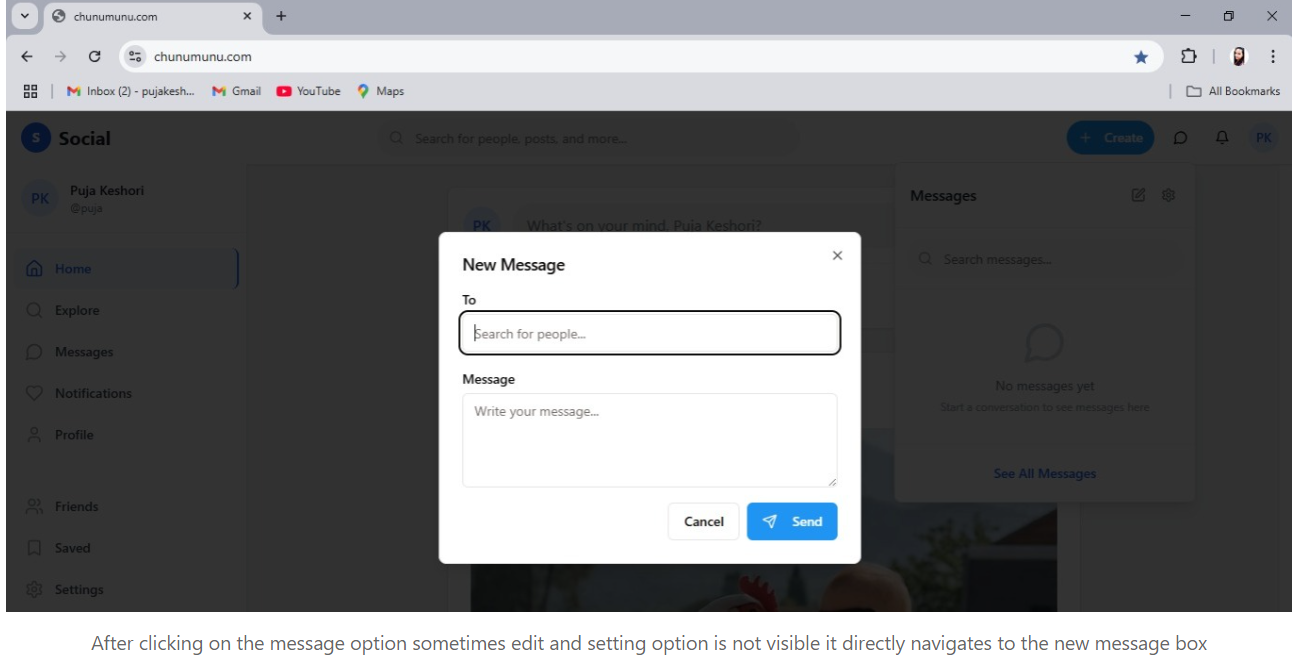 chunumunu.com
chunumunu.com
Inbox (2) - pujakesh...
Gmail
YouTube
Maps
All Bookmarks
S
Social
Search for people, posts, and more...
+ Create
PK
PK
Puja Keshori
@puja
Home
Explore
Messages
Notifications
Profile
Friends
Saved
Settings
PK
What's on your mind, Puja Keshori?
Messages
Search messages...
No messages yet
Start a conversation to see messages here
See All Messages
New Message
To
Search for people...
Message
Write your message...
Cancel
Send
After clicking on the message option sometimes edit and setting option is not visible it directly navigates to the new message box